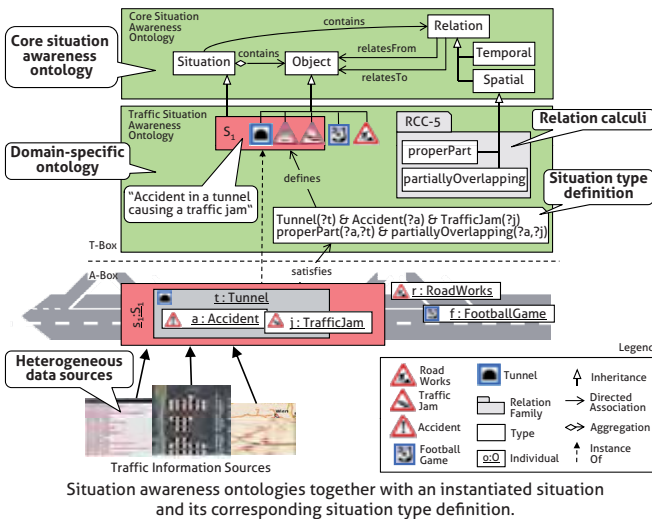 Core Situation
Awareness
Ontology
contains
Relation
Core situation
awareness
ontology
Situation
contains
Object
relatesFrom
relatesTo
Temporal
Spatial
Traffic Situation
Awareness
Ontology
S1
RCC-5
Relation calculi
properPart
partiallyOverlapping
Domain-specific
ontology
"Accident in a tunnel
causing a traffic jam"
defines
Situation type
definition
Tunnel(?t) & Accident(?a) & TrafficJam(?j)
properPart(?a,?t) & partiallyOverlapping(?a,?j)
T-Box
A-Box
satisfies
s1:S1
t : Tunnel
a : Accident
j : TrafficJam
r : RoadWorks
f : FootballGame
Heterogeneous
data sources
Traffic Information Sources
Legend
Road
Works
Traffic
Jam
Accident
Football
Game
Tunnel
Relation
Family
Type
o:O
Individual
Inheritance
Directed
Association
Aggregation
Instance
Of
Situation awareness ontologies together with an instantiated situation
and its corresponding situation type definition.